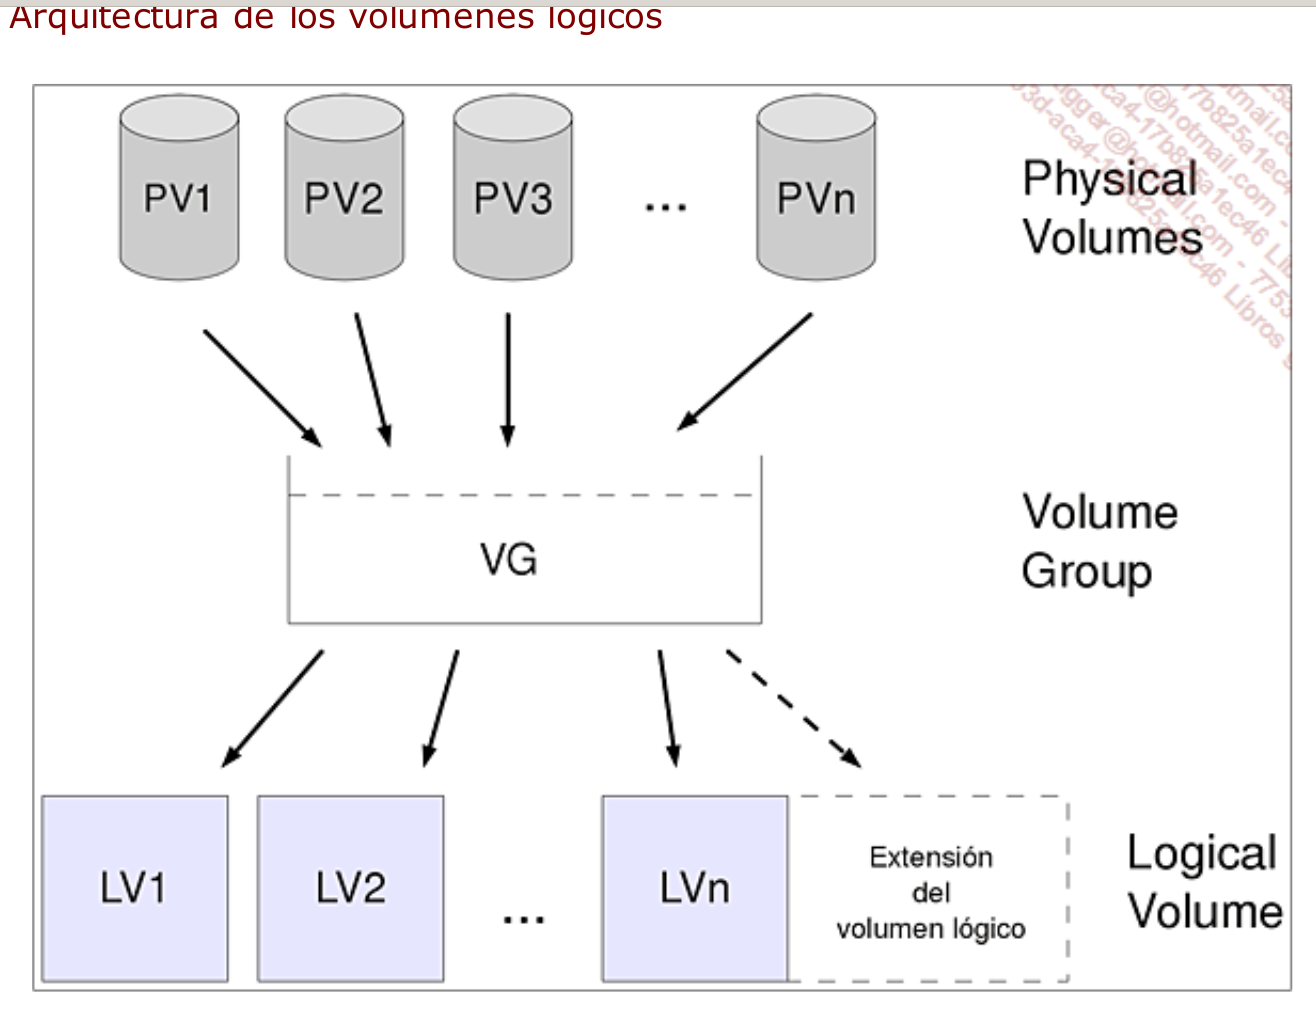 Arquitectura de los volúmenes lógicos
PV1 PV2 PV3 ... PVn
Physical
Volumes
VG
Volume
Group
LV1 LV2 ... LVn
Extensión
del
volumen lógico
Logical
Volume